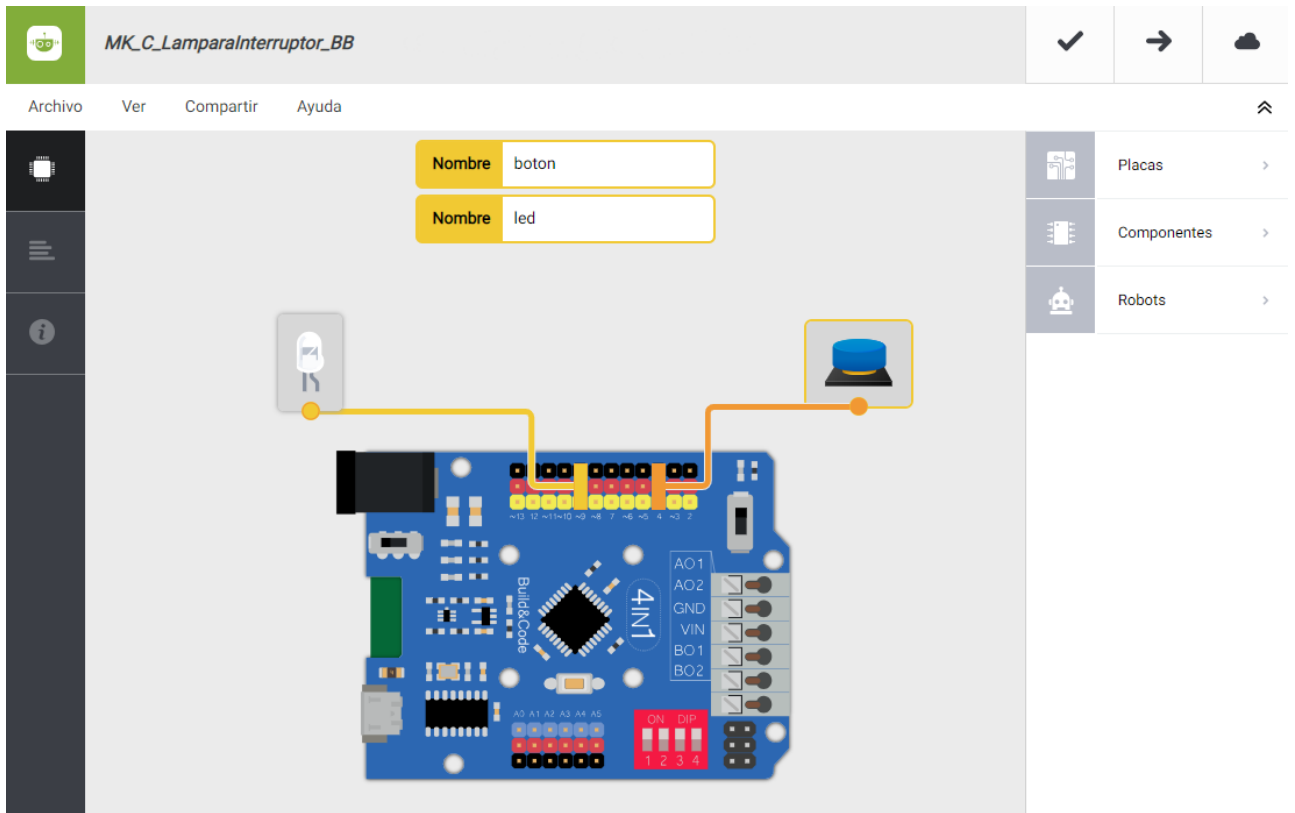 MK_C_LamparaInterruptor_BB
Archivo Ver Compartir Ayuda
Nombre boton
Nombre led
Placas
Componentes
Robots
~13 12 ~11 ~10 ~9 ~8 7 ~6 ~5 4 ~3 2
Build&Code
4IN1
AO1
AO2
GND
VIN
BO1
BO2
A0 A1 A2 A3 A4 A5
ON DIP
1 2 3 4